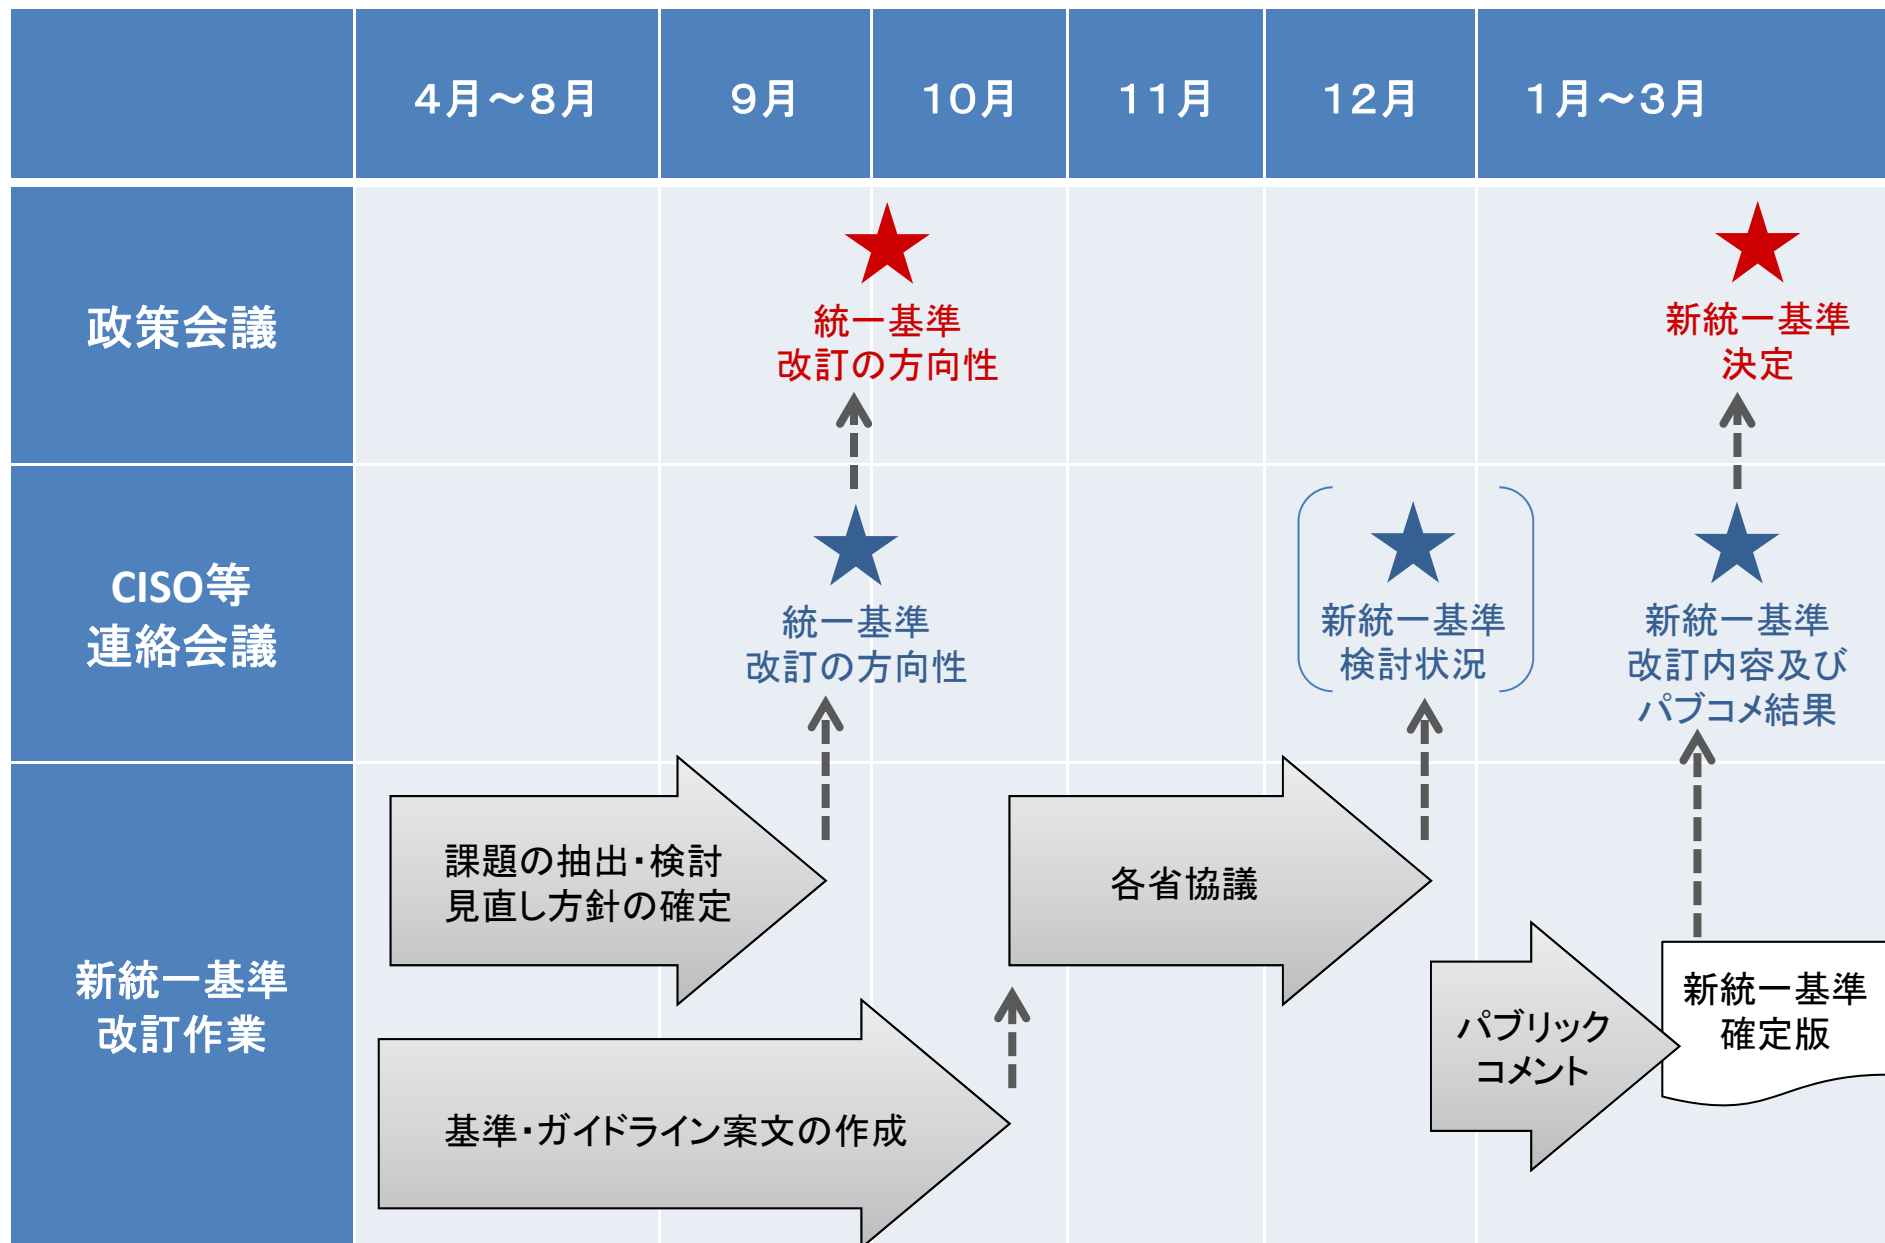 ４月～８月
９月
１０月
１１月
１２月
１月～３月
政策会議
統一基準
改訂の方向性
新統一基準
決定
CISO等
連絡会議
統一基準
改訂の方向性
新統一基準
検討状況
新統一基準
改訂内容及び
パブコメ結果
新統一基準
改訂作業
課題の抽出・検討
見直し方針の確定
各省協議
基準・ガイドライン案文の作成
パブリック
コメント
新統一基準
確定版